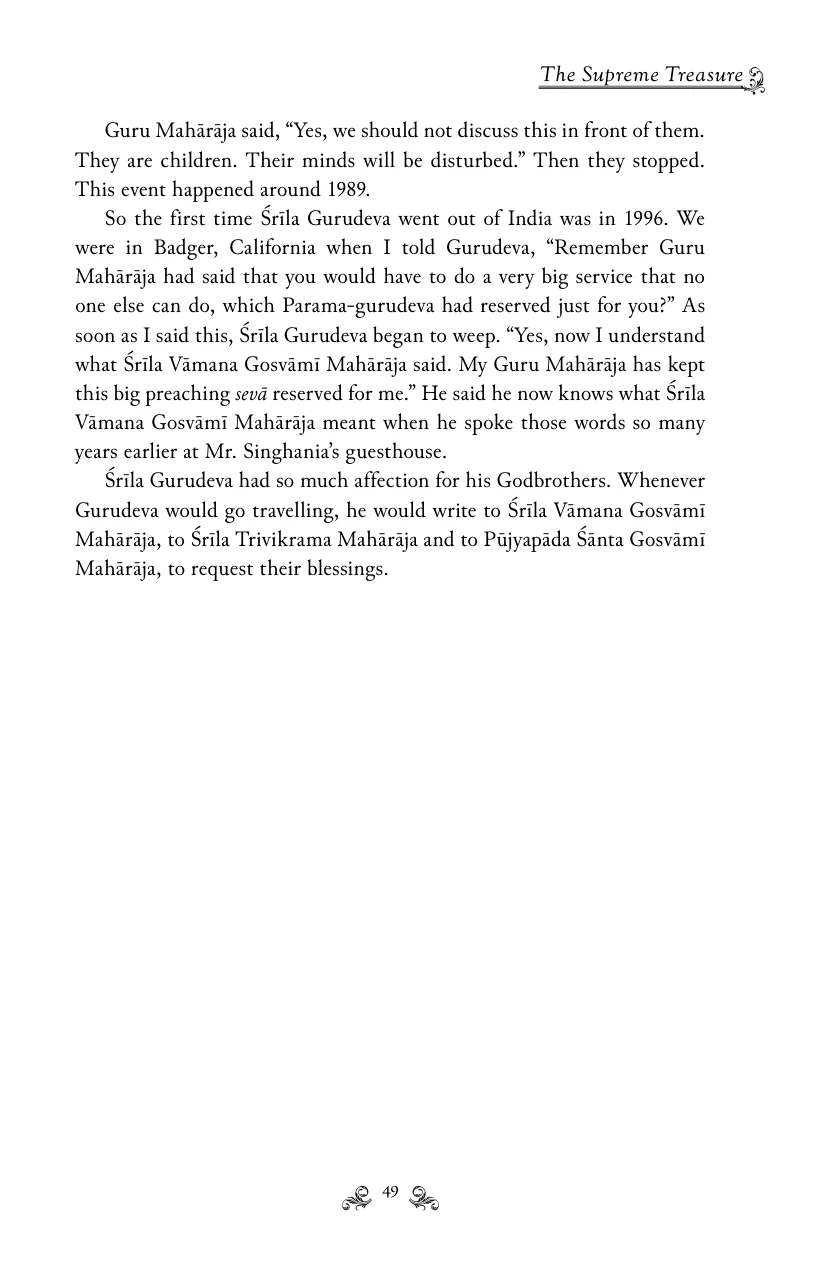 The Supreme Treasure
Guru Mahārāja said, “Yes, we should not discuss this in front of them.
They are children. Their minds will be disturbed.” Then they stopped.
This event happened around 1989.
So the first time Śrīla Gurudeva went out of India was in 1996. We
were in Badger, California when I told Gurudeva, “Remember Guru
Mahārāja had said that you would have to do a very big service that no
one else can do, which Parama-gurudeva had reserved just for you?” As
soon as I said this, Śrīla Gurudeva began to weep. “Yes, now I understand
what Śrīla Vāmana Gosvāmī Mahārāja said. My Guru Mahārāja has kept
this big preaching sevā reserved for me.” He said he now knows what Śrīla
Vāmana Gosvāmī Mahārāja meant when he spoke those words so many
years earlier at Mr. Singhania’s guesthouse.
Śrīla Gurudeva had so much affection for his Godbrothers. Whenever
Gurudeva would go travelling, he would write to Śrīla Vāmana Gosvāmī
Mahārāja, to Śrīla Trivikrama Mahārāja and to Pūjyapāda Śānta Gosvāmī
Mahārāja, to request their blessings.
49